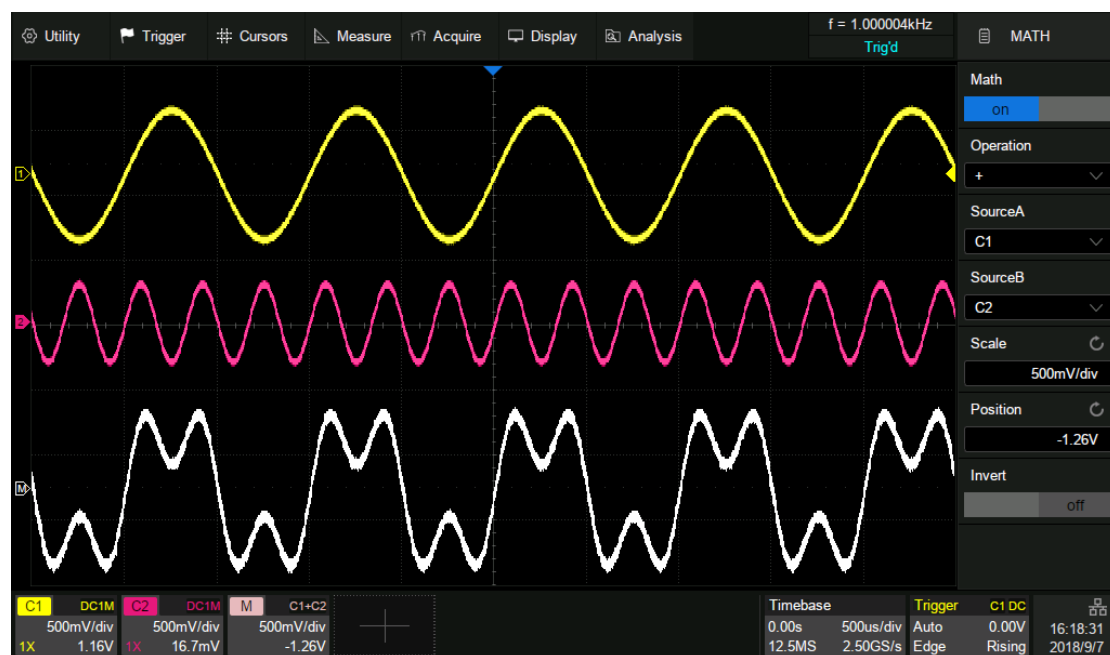 Utility Trigger Cursors Measure Acquire Display Analysis
f = 1.000004kHz
Trig'd
MATH
Math
on
Operation
+
SourceA
C1
SourceB
C2
Scale
500mV/div
Position
-1.26V
Invert
off
1
2
M
C1 DC1M
500mV/div
1X 1.16V
C2 DC1M
500mV/div
1X 16.7mV
M C1+C2
500mV/div
-1.26V
Timebase
0.00s 500us/div
12.5MS 2.50GS/s
Trigger C1 DC
Auto 0.00V
Edge Rising
16:18:31
2018/9/7